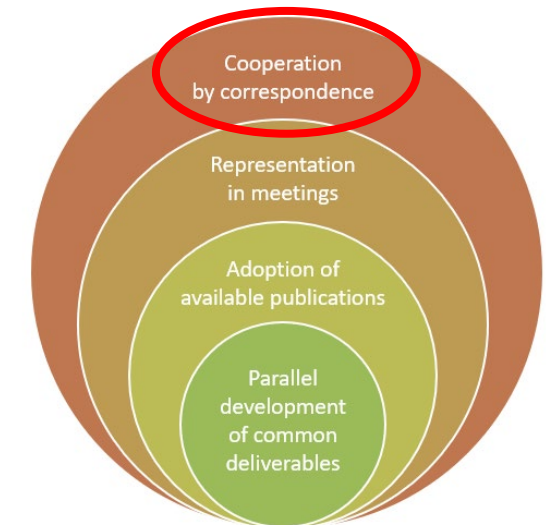 Cooperation
by correspondence
Representation
in meetings
Adoption of
available publications
Parallel
development
of common
deliverables